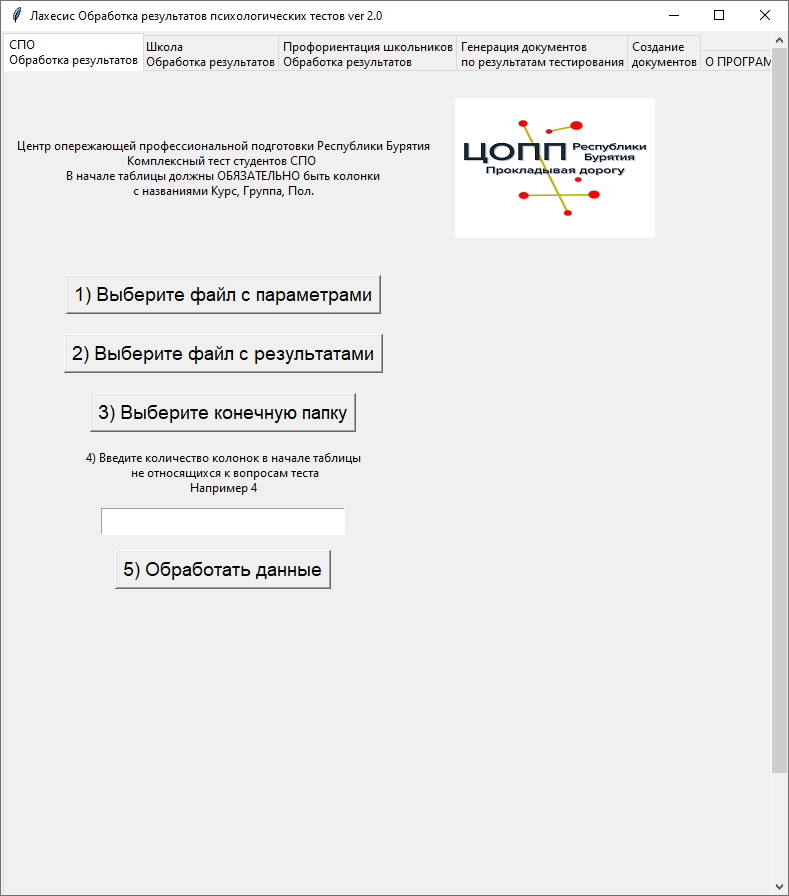 Лахесис Обработка результатов психологических тестов ver 2.0
СПО
Обработка результатов
Школа
Обработка результатов
Профориентация школьников
Обработка результатов
Генерация документов
по результатам тестирования
Создание
документов
О ПРОГРАМ
Центр опережающей профессиональной подготовки Республики Бурятия
Комплексный тест студентов СПО
В начале таблицы должны ОБЯЗАТЕЛЬНО быть колонки
с названиями Курс, Группа, Пол.
ЦОПП Республики
Бурятия
Прокладывая дорогу
1) Выберите файл с параметрами
2) Выберите файл с результатами
3) Выберите конечную папку
4) Введите количество колонок в начале таблицы
не относящихся к вопросам теста
Например 4
5) Обработать данные